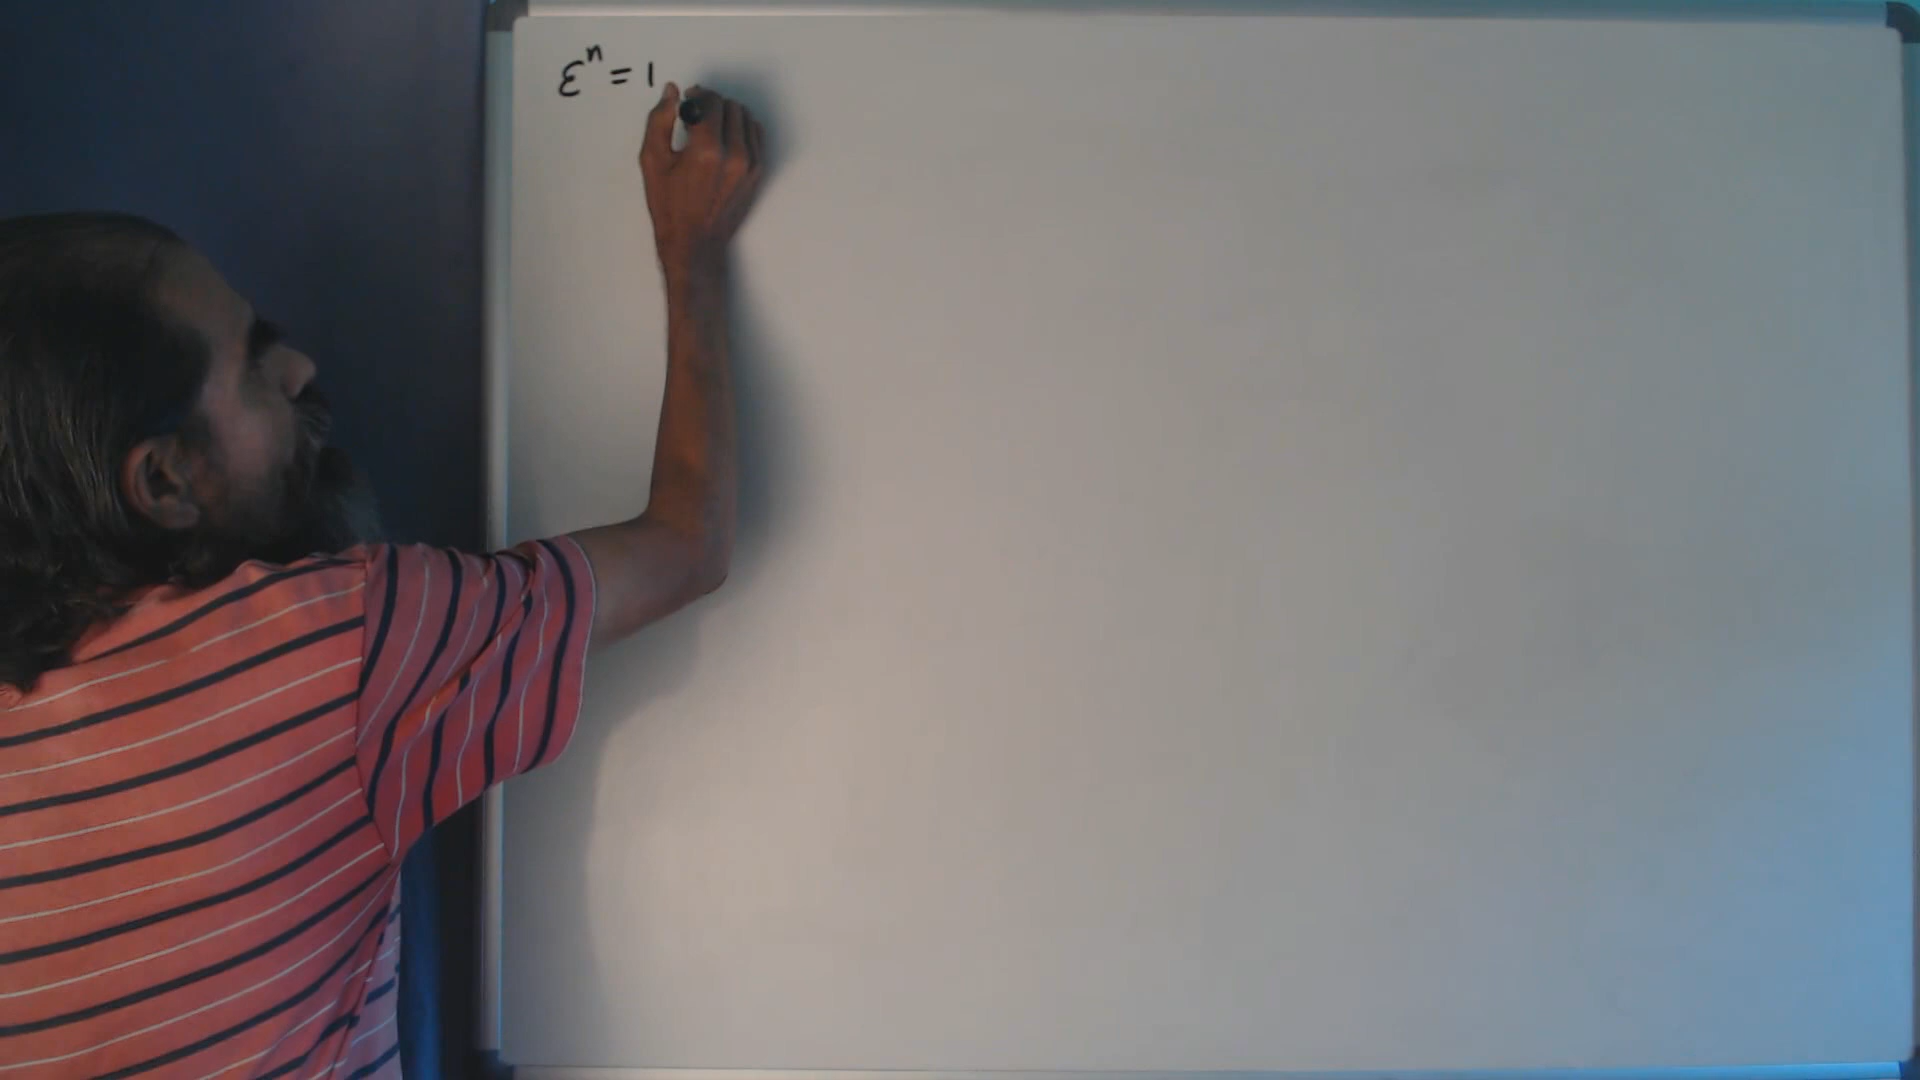 εⁿ = 1